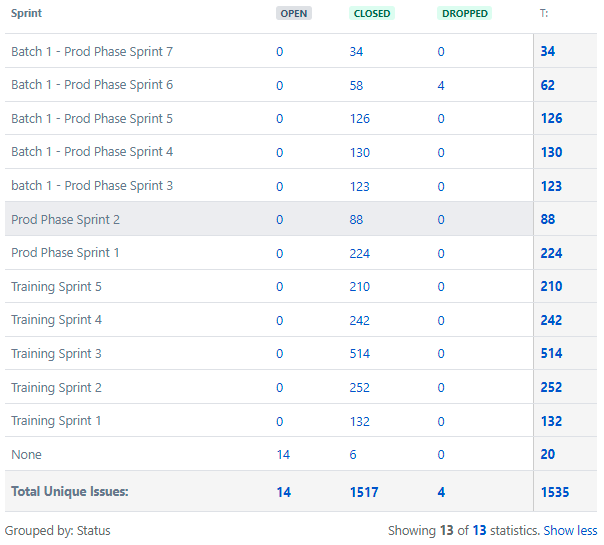 Sprint OPEN CLOSED DROPPED T:
Batch 1 - Prod Phase Sprint 7 0 34 0 34
Batch 1 - Prod Phase Sprint 6 0 58 4 62
Batch 1 - Prod Phase Sprint 5 0 126 0 126
Batch 1 - Prod Phase Sprint 4 0 130 0 130
batch 1 - Prod Phase Sprint 3 0 123 0 123
Prod Phase Sprint 2 0 88 0 88
Prod Phase Sprint 1 0 224 0 224
Training Sprint 5 0 210 0 210
Training Sprint 4 0 242 0 242
Training Sprint 3 0 514 0 514
Training Sprint 2 0 252 0 252
Training Sprint 1 0 132 0 132
None 14 6 0 20
Total Unique Issues: 14 1517 4 1535
Grouped by: Status Showing 13 of 13 statistics. Show less